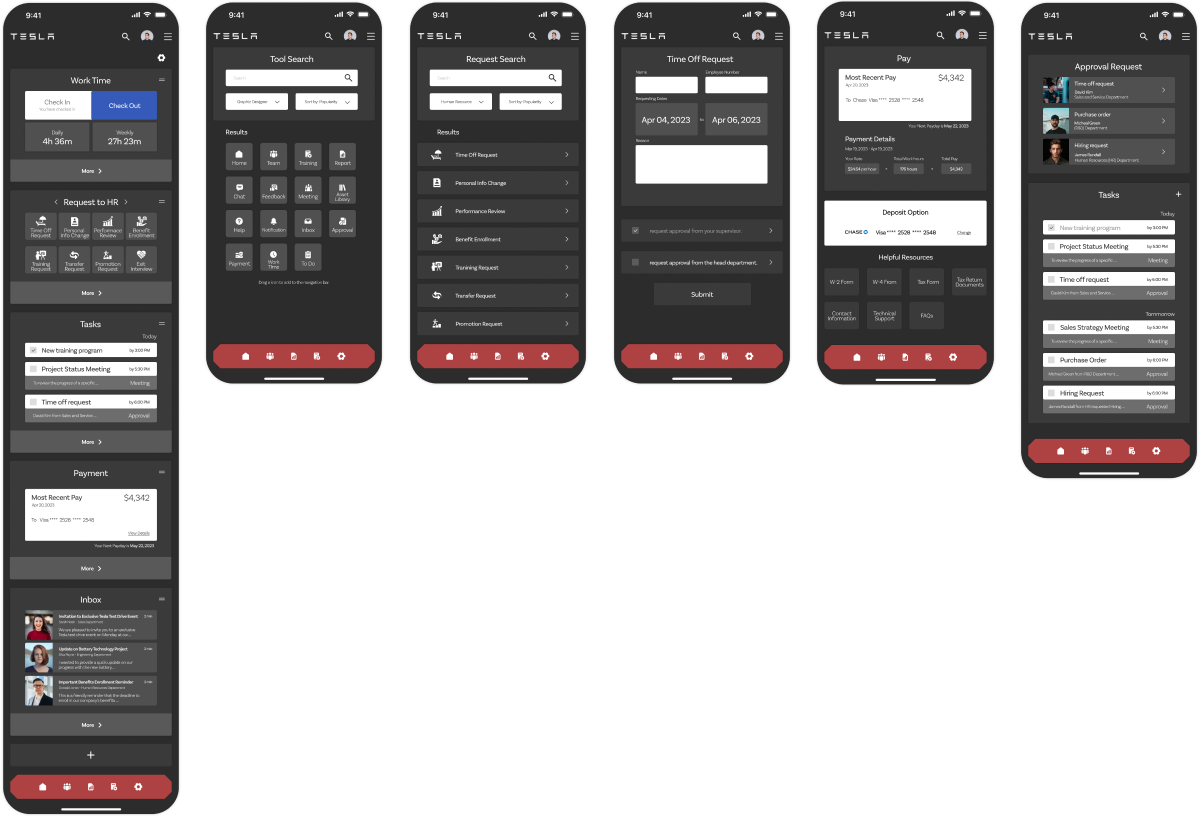 9:41
TESLA
Work Time
Check In
You have checked in
Check Out
Daily
4h 36m
Weekly
27h 23m
More
Request to HR
Time Off Request
Personal Info Change
Performace Review
Benefit Enrollment
Training Request
Transfer Request
Promotion Request
Exit Interview
More
Tasks
Today
New training program
by 3:00 PM
Project Status Meeting
by 5:30 PM
To review the progress of a specific ...
Meeting
Time off request
by 6:00 PM
David Kim from Sales and Service ...
Approval
More
Payment
Most Recent Pay
$4,342
Apr 20, 2023
To Visa **** 2526 **** 2548
View Details
Your Next Payday is May 22, 2023
More
Inbox
Invitation to Exclusive Tesla Test Drive Event
2 min
We are pleased to invite you to an exclusive
Tesla test drive event on Monday at our...
Update on Battery Technology Project
I wanted to provide a quick update on our
progress with the new battery...
Important Benefits Enrollment Reminder
This is a friendly reminder that the deadline to
enroll in our company's benefits ...
More
9:41
TESLA
Tool Search
Search
Graphic Designer
Sort by: Popularity
Results
Home
Team
Training
Report
Chat
Feedback
Meeting
Asset Library
Help
Notification
Inbox
Approval
Payment
Work Time
To Do
Drag a icon to add to the navigation bar.
9:41
TESLA
Request Search
Search
Human Resource
Sort by: Popularity
Results
Time Off Request
Personal Info Change
Performance Review
Benefit Enrollment
Tranining Request
Transfer Request
Promotion Request
9:41
TESLA
Time Off Request
Name
Employee Number
Requesting Dates
Apr 04, 2023
to
Apr 06, 2023
Reason
request approval from your supervisor.
request approval from the head department.
Submit
9:41
TESLA
Pay
Most Recent Pay
$4,342
Apr 20, 2023
To Chase Visa **** 2526 **** 2548
Your Next Payday is May 22, 2023
Payment Details
Mar 19, 2023 - Apr 19, 2023
Your Rate
Total Work hours
Total Pay
$24.54 per hour
176 hours
$4,343
Deposit Option
CHASE
Visa **** 2526 **** 2548
Change
Helpful Resources
W-2 Form
W-4 Form
Tax Form
Tax Return Documents
Contact Information
Technical Support
FAQs
9:41
TESLA
Approval Request
Time off request
David Kim
Sales and Service Department
Purchase order
Michael Green
(R&D) Department
Hiring request
James Randall
Human Resources (HR) Department
Tasks
Today
New training program
by 3:00 PM
Project Status Meeting
by 5:30 PM
To review the progress of a specific ...
Meeting
Time off request
by 6:00 PM
David Kim from Sales and Service ...
Approval
Tommorow
Sales Strategy Meeting
by 5:30 PM
To review the progress of a specific ...
Meeting
Purchase Order
by 6:00 PM
Michael Green from R&D Department ...
Approval
Hiring Request
by 6:00 PM
James Randall from HR requested hiring ...
Approval